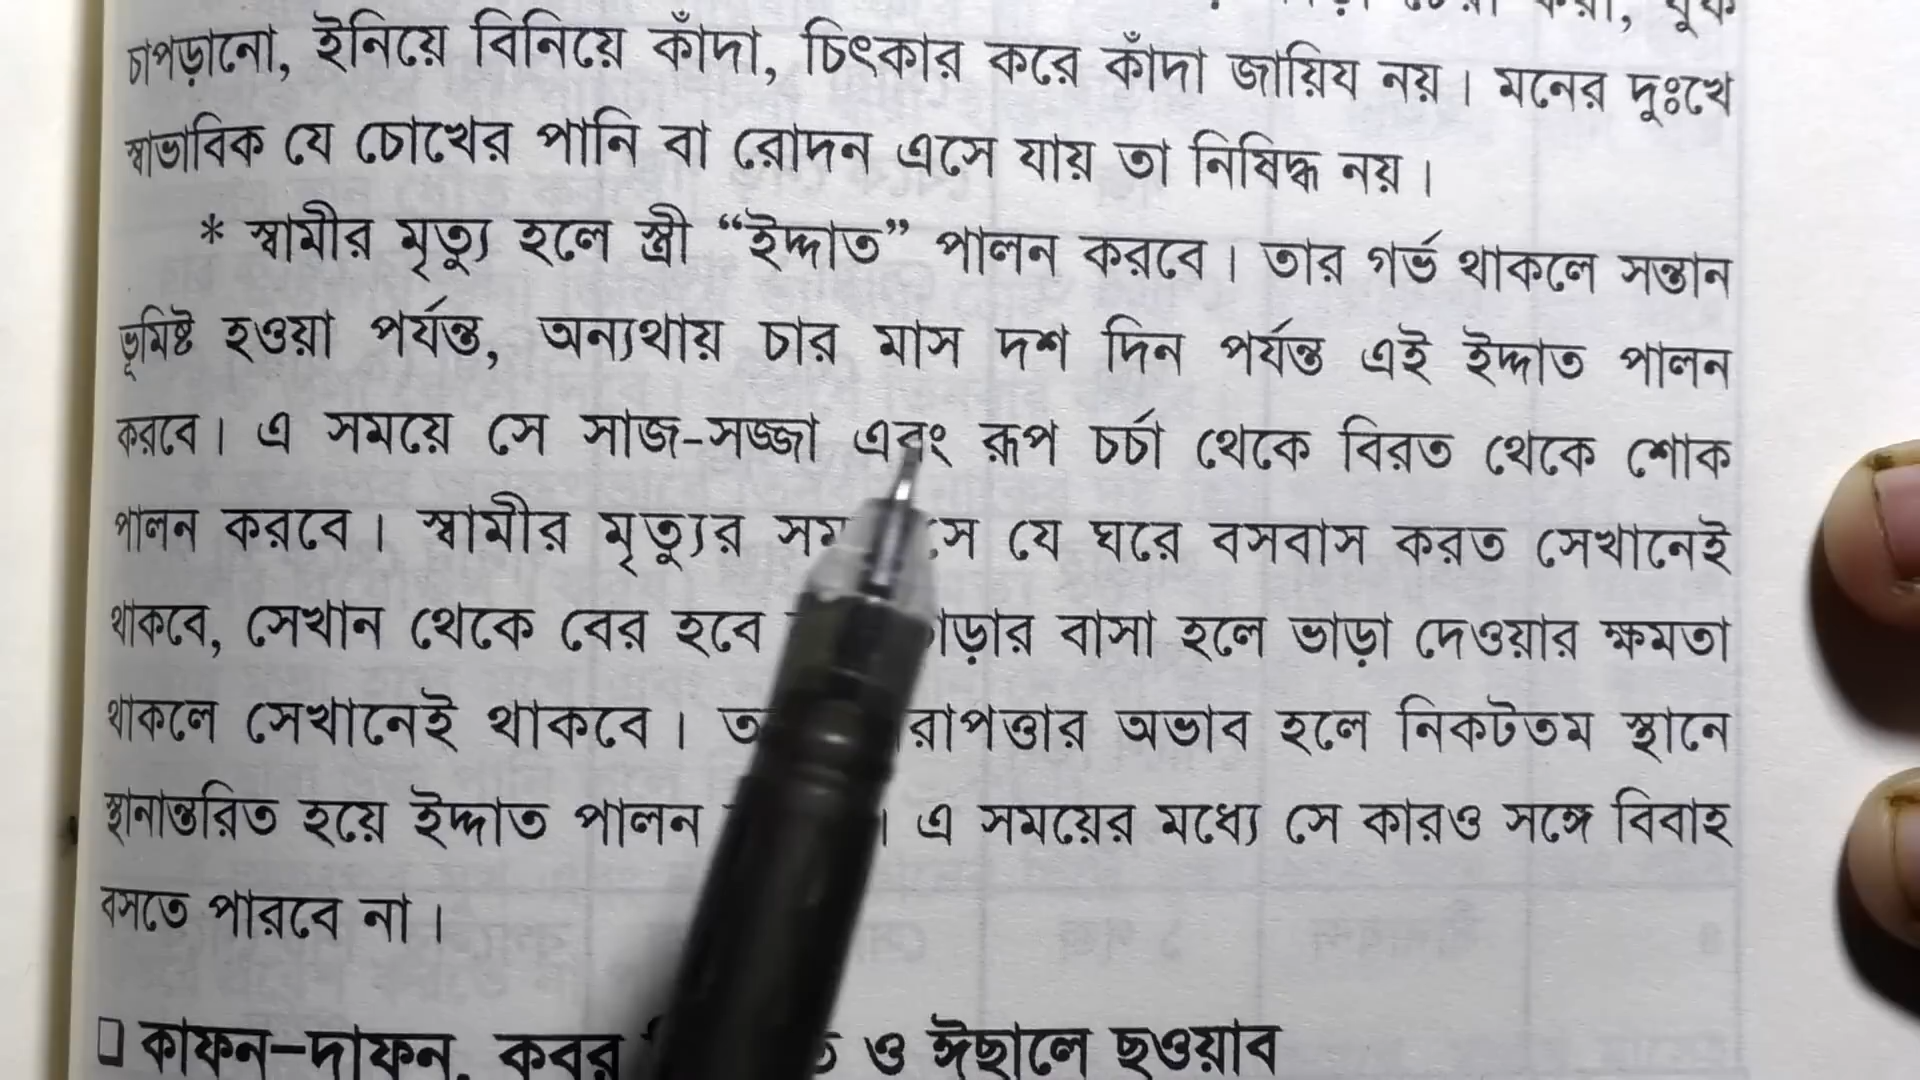 করা, বুক
চাপড়ানো, ইনিয়ে বিনিয়ে কাঁদা, চিৎকার করে কাঁদা জায়িয নয়। মনের দুঃখে
স্বাভাবিক যে চোখের পানি বা রোদন এসে যায় তা নিষিদ্ধ নয়।
* স্বামীর মৃত্যু হলে স্ত্রী “ইদ্দাত” পালন করবে। তার গর্ভ থাকলে সন্তান
ভূমিষ্ট হওয়া পর্যন্ত, অন্যথায় চার মাস দশ দিন পর্যন্ত এই ইদ্দাত পালন
করবে। এ সময়ে সে সাজ-সজ্জা এবং রূপ চর্চা থেকে বিরত থেকে শোক
পালন করবে। স্বামীর মৃত্যুর যে ঘরে বসবাস করত সেখানেই
থাকবে, সেখান থেকে বের হবে বাসা হলে ভাড়া দেওয়ার ক্ষমতা
থাকলে সেখানেই থাকবে। অভাব হলে নিকটতম স্থানে
স্থানান্তরিত হয়ে ইদ্দাত পালন । এ সময়ের মধ্যে সে কারও সঙ্গে বিবাহ
বসতে পারবে না।
□ কাফন-দাফন, কবর ও ঈছালে ছওয়াব